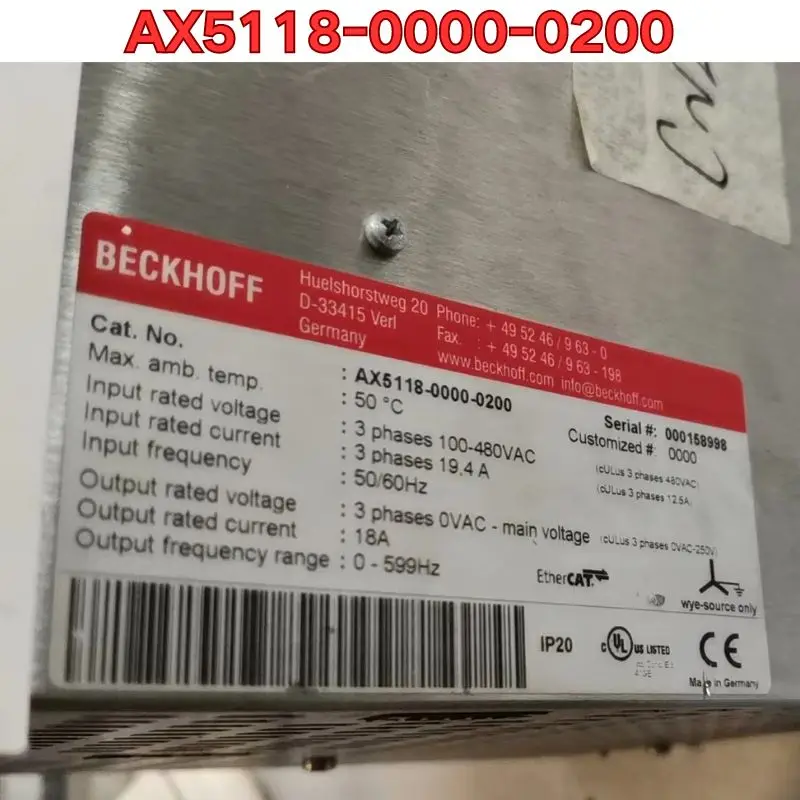 AX5118-0000-0200
BECKHOFF
Huelshorstweg 20 Phone: + 49 52 46 / 9 63 - 0
D-33415 Verl Fax. : + 49 52 46 / 9 63 - 198
Germany www.beckhoff.com info@beckhoff.com
Cat. No. : AX5118-0000-0200 Serial #: 000158998
Max. amb. temp. : 50 °C Customized #: 0000
Input rated voltage : 3 phases 100-480VAC (cULus 3 phases 480VAC)
Input rated current : 3 phases 19.4 A (cULus 3 phases 12.5A)
Input frequency : 50/60Hz
Output rated voltage : 3 phases 0VAC - main voltage (cULus 3 phases 0VAC-250V)
Output rated current : 18A
Output frequency range : 0 - 599Hz
EtherCAT
wye-source only
IP20
c UL US LISTED
CE
Made in Germany